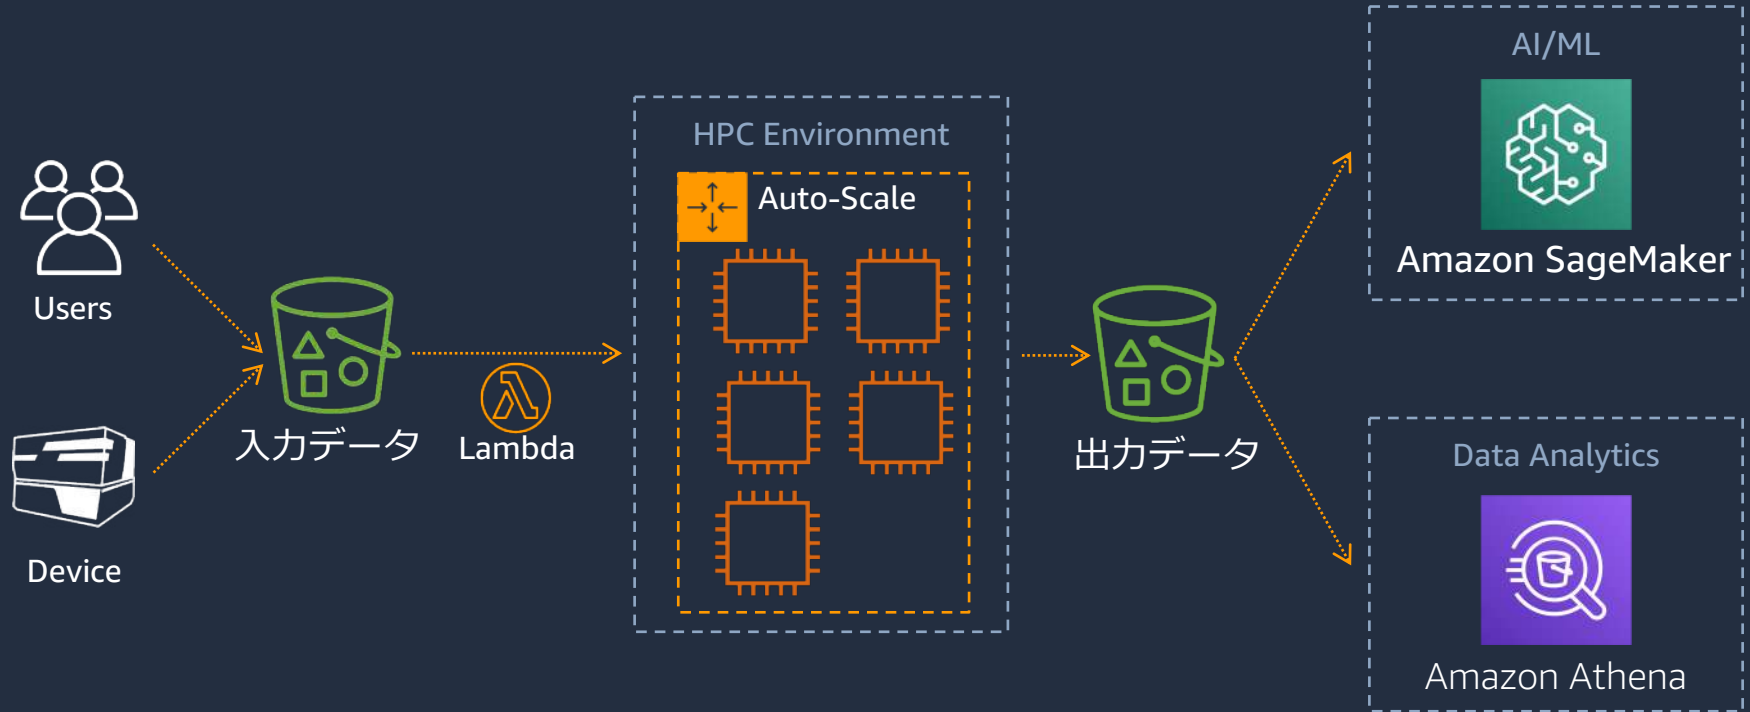 Users
Device
入力データ
Lambda
HPC Environment
Auto-Scale
出力データ
AI/ML
Amazon SageMaker
Data Analytics
Amazon Athena